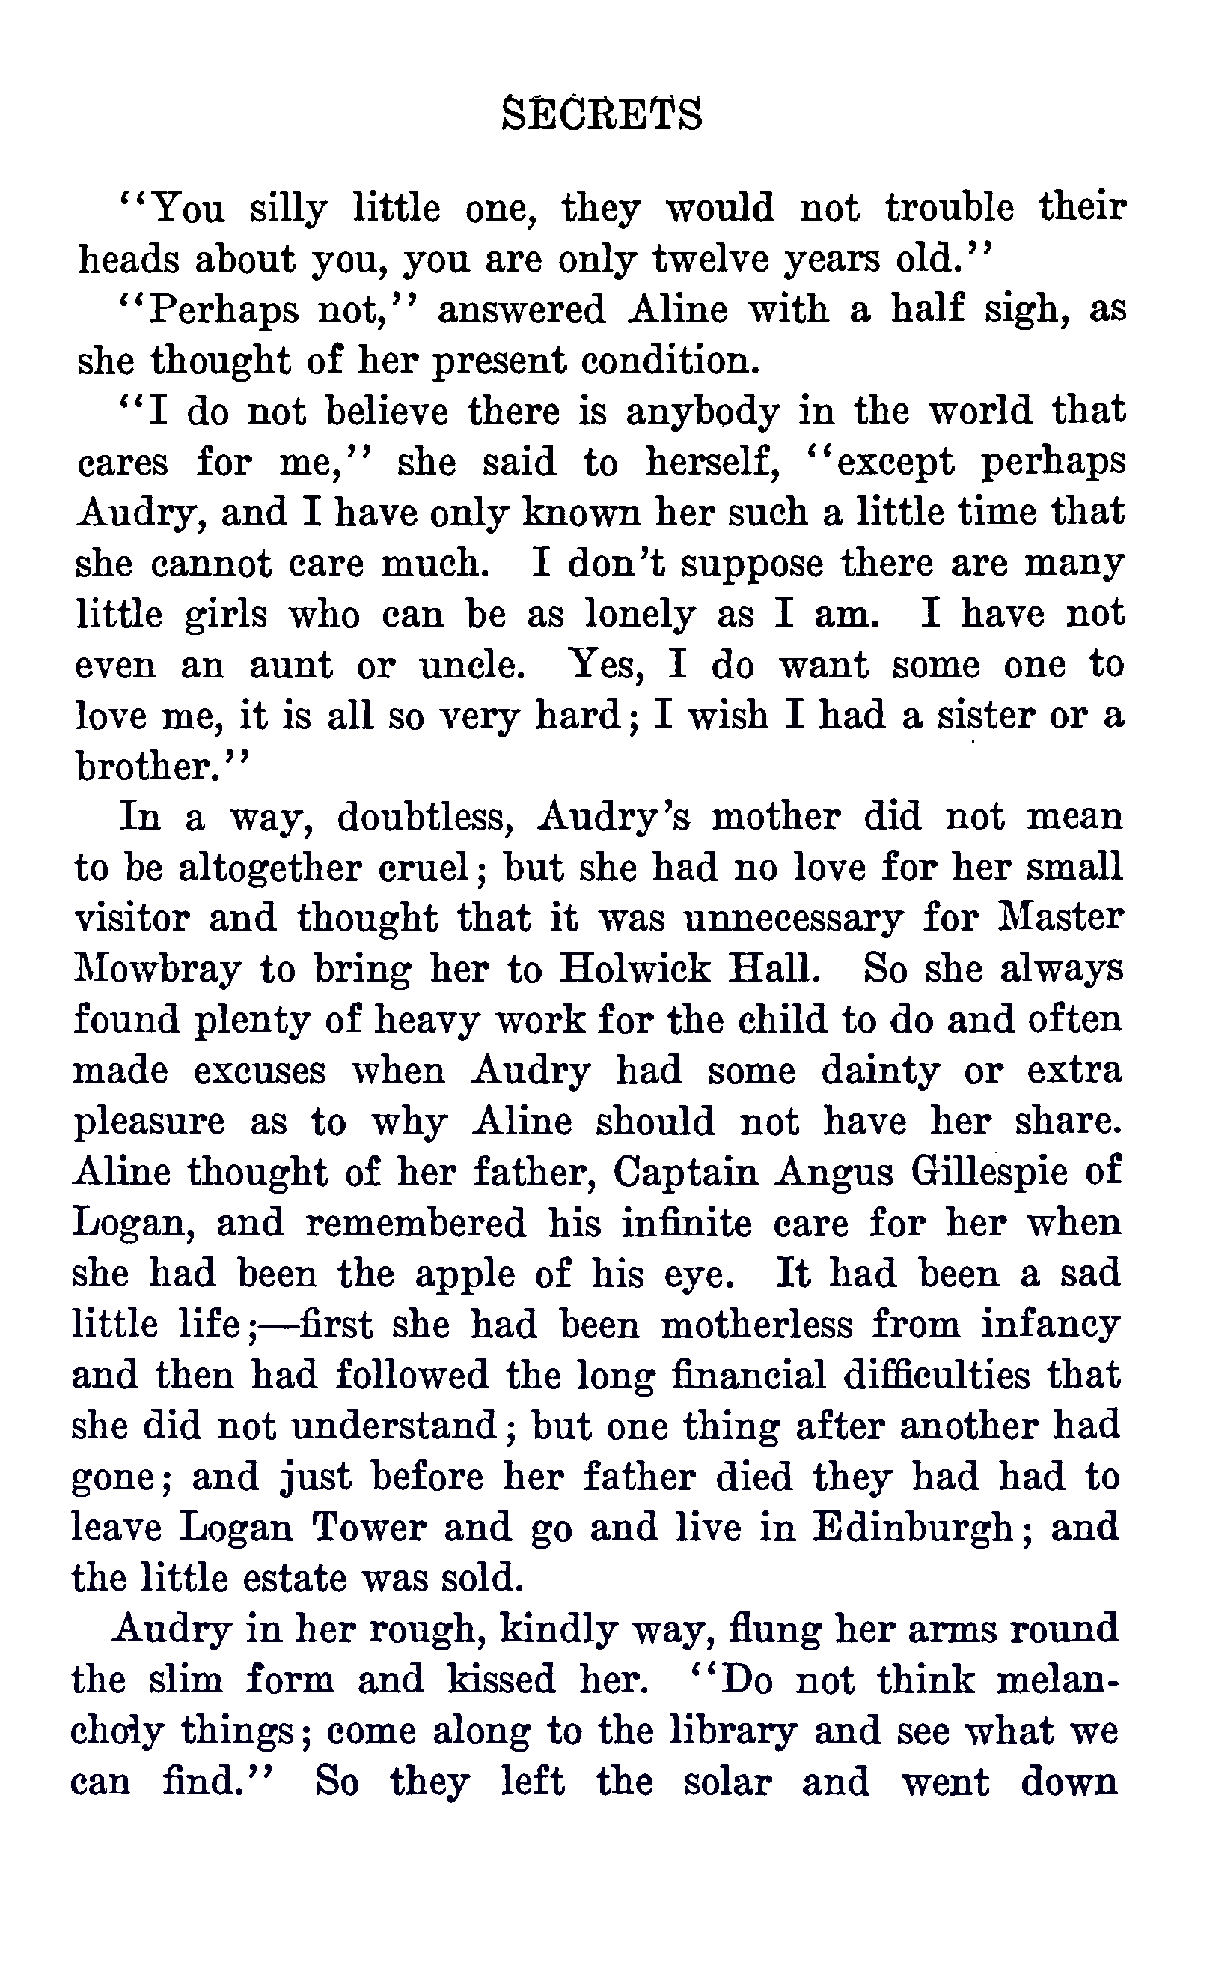 SECRETS
"You silly little one, they would not trouble their
heads about you, you are only twelve years old."
"Perhaps not," answered Aline with a half sigh, as
she thought of her present condition.
"I do not believe there is anybody in the world that
cares for me," she said to herself, "except perhaps
Audry, and I have only known her such a little time that
she cannot care much. I don't suppose there are many
little girls who can be as lonely as I am. I have not
even an aunt or uncle. Yes, I do want some one to
love me, it is all so very hard; I wish I had a sister or a
brother."
In a way, doubtless, Audry's mother did not mean
to be altogether cruel; but she had no love for her small
visitor and thought that it was unnecessary for Master
Mowbray to bring her to Holwick Hall. So she always
found plenty of heavy work for the child to do and often
made excuses when Audry had some dainty or extra
pleasure as to why Aline should not have her share.
Aline thought of her father, Captain Angus Gillespie of
Logan, and remembered his infinite care for her when
she had been the apple of his eye. It had been a sad
little life;—first she had been motherless from infancy
and then had followed the long financial difficulties that
she did not understand; but one thing after another had
gone; and just before her father died they had had to
leave Logan Tower and go and live in Edinburgh; and
the little estate was sold.
Audry in her rough, kindly way, flung her arms round
the slim form and kissed her. "Do not think melan-
choly things; come along to the library and see what we
can find." So they left the solar and went down